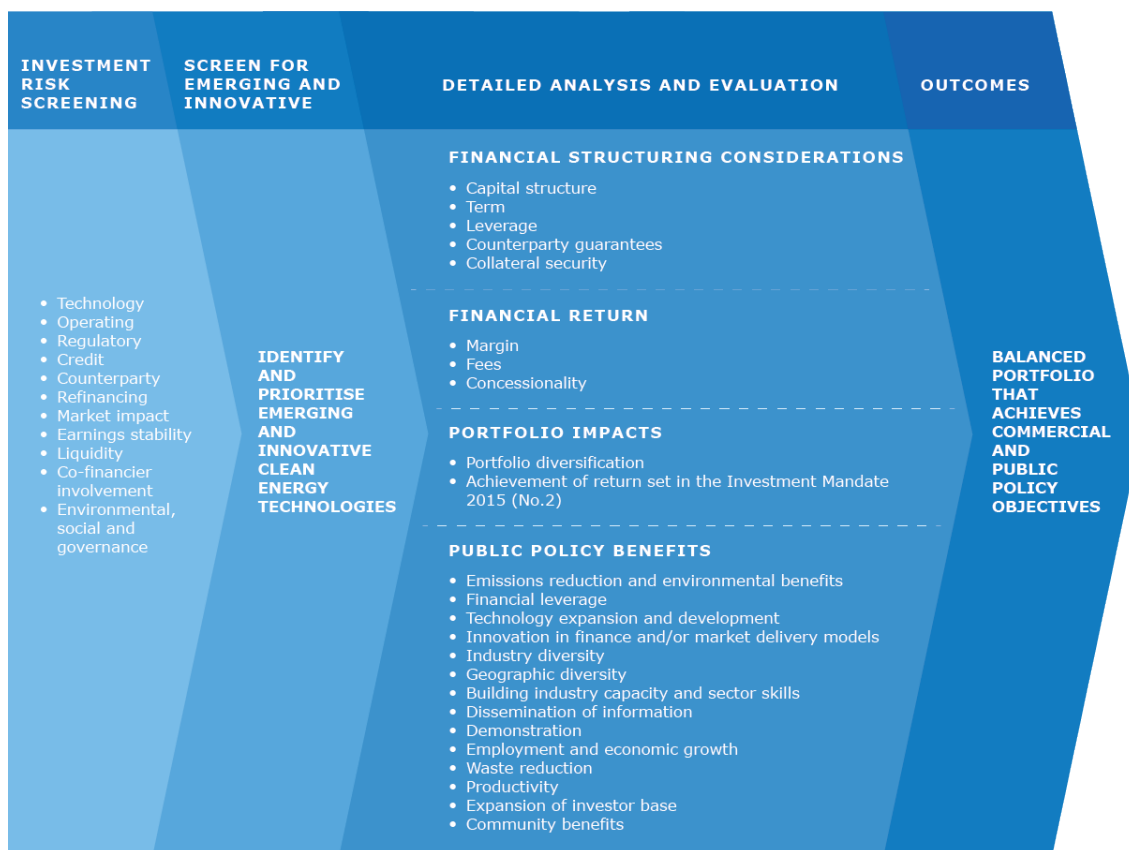 INVESTMENT
RISK
SCREENING
SCREEN FOR
EMERGING AND
INNOVATIVE
DETAILED ANALYSIS AND EVALUATION
OUTCOMES
• Technology
• Operating
• Regulatory
• Credit
• Counterparty
• Refinancing
• Market impact
• Earnings stability
• Liquidity
• Co-financier
involvement
• Environmental,
social and
governance
IDENTIFY
AND
PRIORITISE
EMERGING
AND
INNOVATIVE
CLEAN
ENERGY
TECHNOLOGIES
FINANCIAL STRUCTURING CONSIDERATIONS
• Capital structure
• Term
• Leverage
• Counterparty guarantees
• Collateral security
FINANCIAL RETURN
• Margin
• Fees
• Concessionality
PORTFOLIO IMPACTS
• Portfolio diversification
• Achievement of return set in the Investment Mandate
2015 (No.2)
PUBLIC POLICY BENEFITS
• Emissions reduction and environmental benefits
• Financial leverage
• Technology expansion and development
• Innovation in finance and/or market delivery models
• Industry diversity
• Geographic diversity
• Building industry capacity and sector skills
• Dissemination of information
• Demonstration
• Employment and economic growth
• Waste reduction
• Productivity
• Expansion of investor base
• Community benefits
BALANCED
PORTFOLIO
THAT
ACHIEVES
COMMERCIAL
AND
PUBLIC
POLICY
OBJECTIVES